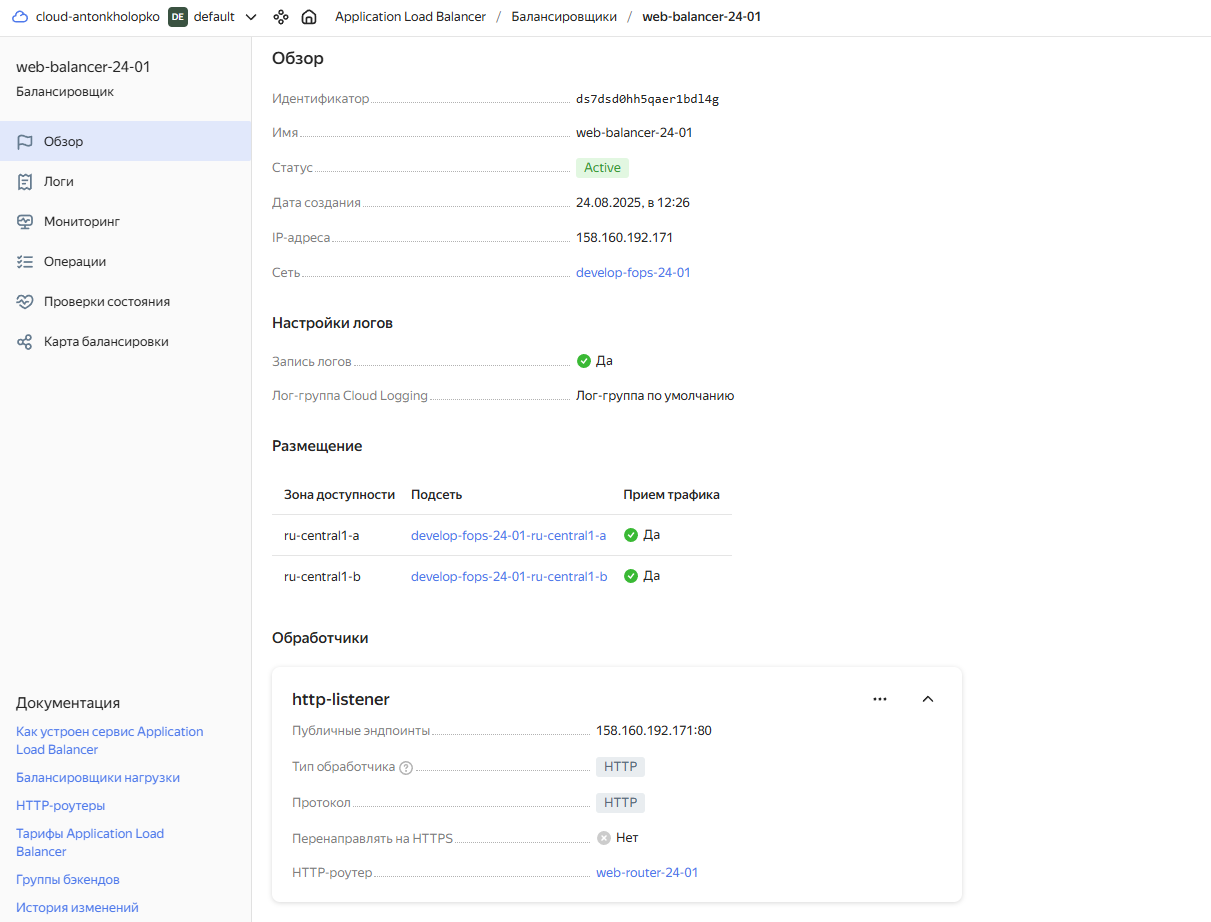 cloud-antonkholopko DE default Application Load Balancer / Балансировщики / web-balancer-24-01
web-balancer-24-01
Балансировщик
Обзор
Логи
Мониторинг
Операции
Проверки состояния
Карта балансировки
Документация
Как устроен сервис Application
Load Balancer
Балансировщики нагрузки
HTTP-роутеры
Тарифы Application Load
Balancer
Группы бэкендов
История изменений
Обзор
Идентификатор ds7dsd0hh5qaer1bdl4g
Имя web-balancer-24-01
Статус Active
Дата создания 24.08.2025, в 12:26
IP-адреса 158.160.192.171
Сеть develop-fops-24-01
Настройки логов
Запись логов Да
Лог-группа Cloud Logging Лог-группа по умолчанию
Размещение
Зона доступности Подсеть Прием трафика
ru-central1-a develop-fops-24-01-ru-central1-a Да
ru-central1-b develop-fops-24-01-ru-central1-b Да
Обработчики
http-listener
Публичные эндпоинты 158.160.192.171:80
Тип обработчика ? HTTP
Протокол HTTP
Перенаправлять на HTTPS Нет
HTTP-роутер web-router-24-01